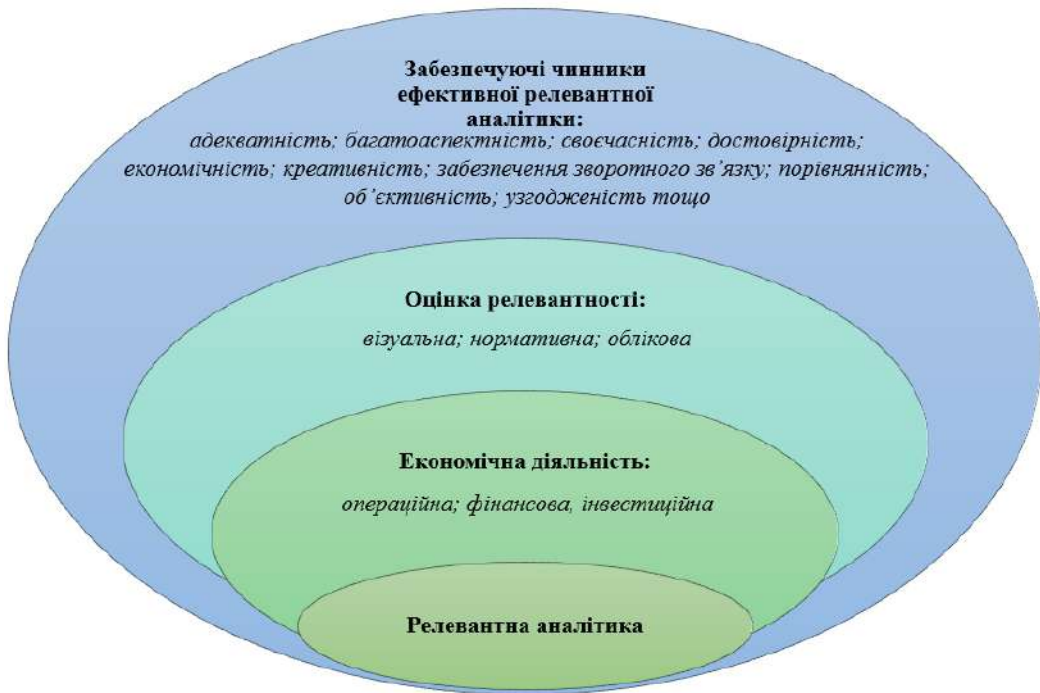 Забезпечуючі чинники
ефективної релевантної
аналітики:
адекватність; багатоаспектність; своєчасність; достовірність;
економічність; креативність; забезпечення зворотного зв’язку; порівнянність;
об’єктивність; узгодженість тощо
Оцінка релевантності:
візуальна; нормативна; облікова
Економічна діяльність:
операційна; фінансова, інвестиційна
Релевантна аналітика